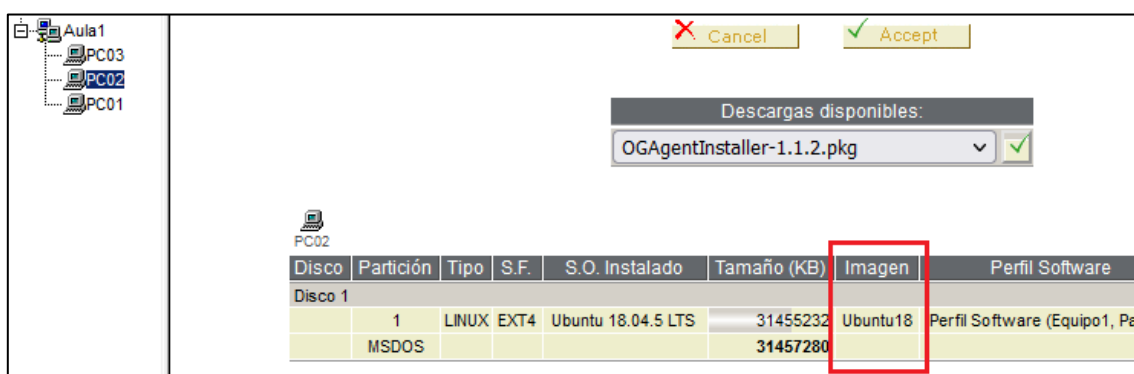 Aula1
PC03
PC02
PC01
Cancel Accept
Descargas disponibles:
OGAgentInstaller-1.1.2.pkg
PC02
Disco Partición Tipo S.F. S.O. Instalado Tamaño (KB) Imagen Perfil Software
Disco 1
1 LINUX EXT4 Ubuntu 18.04.5 LTS 31455232 Ubuntu18 Perfil Software (Equipo1, Pa
MSDOS 31457280